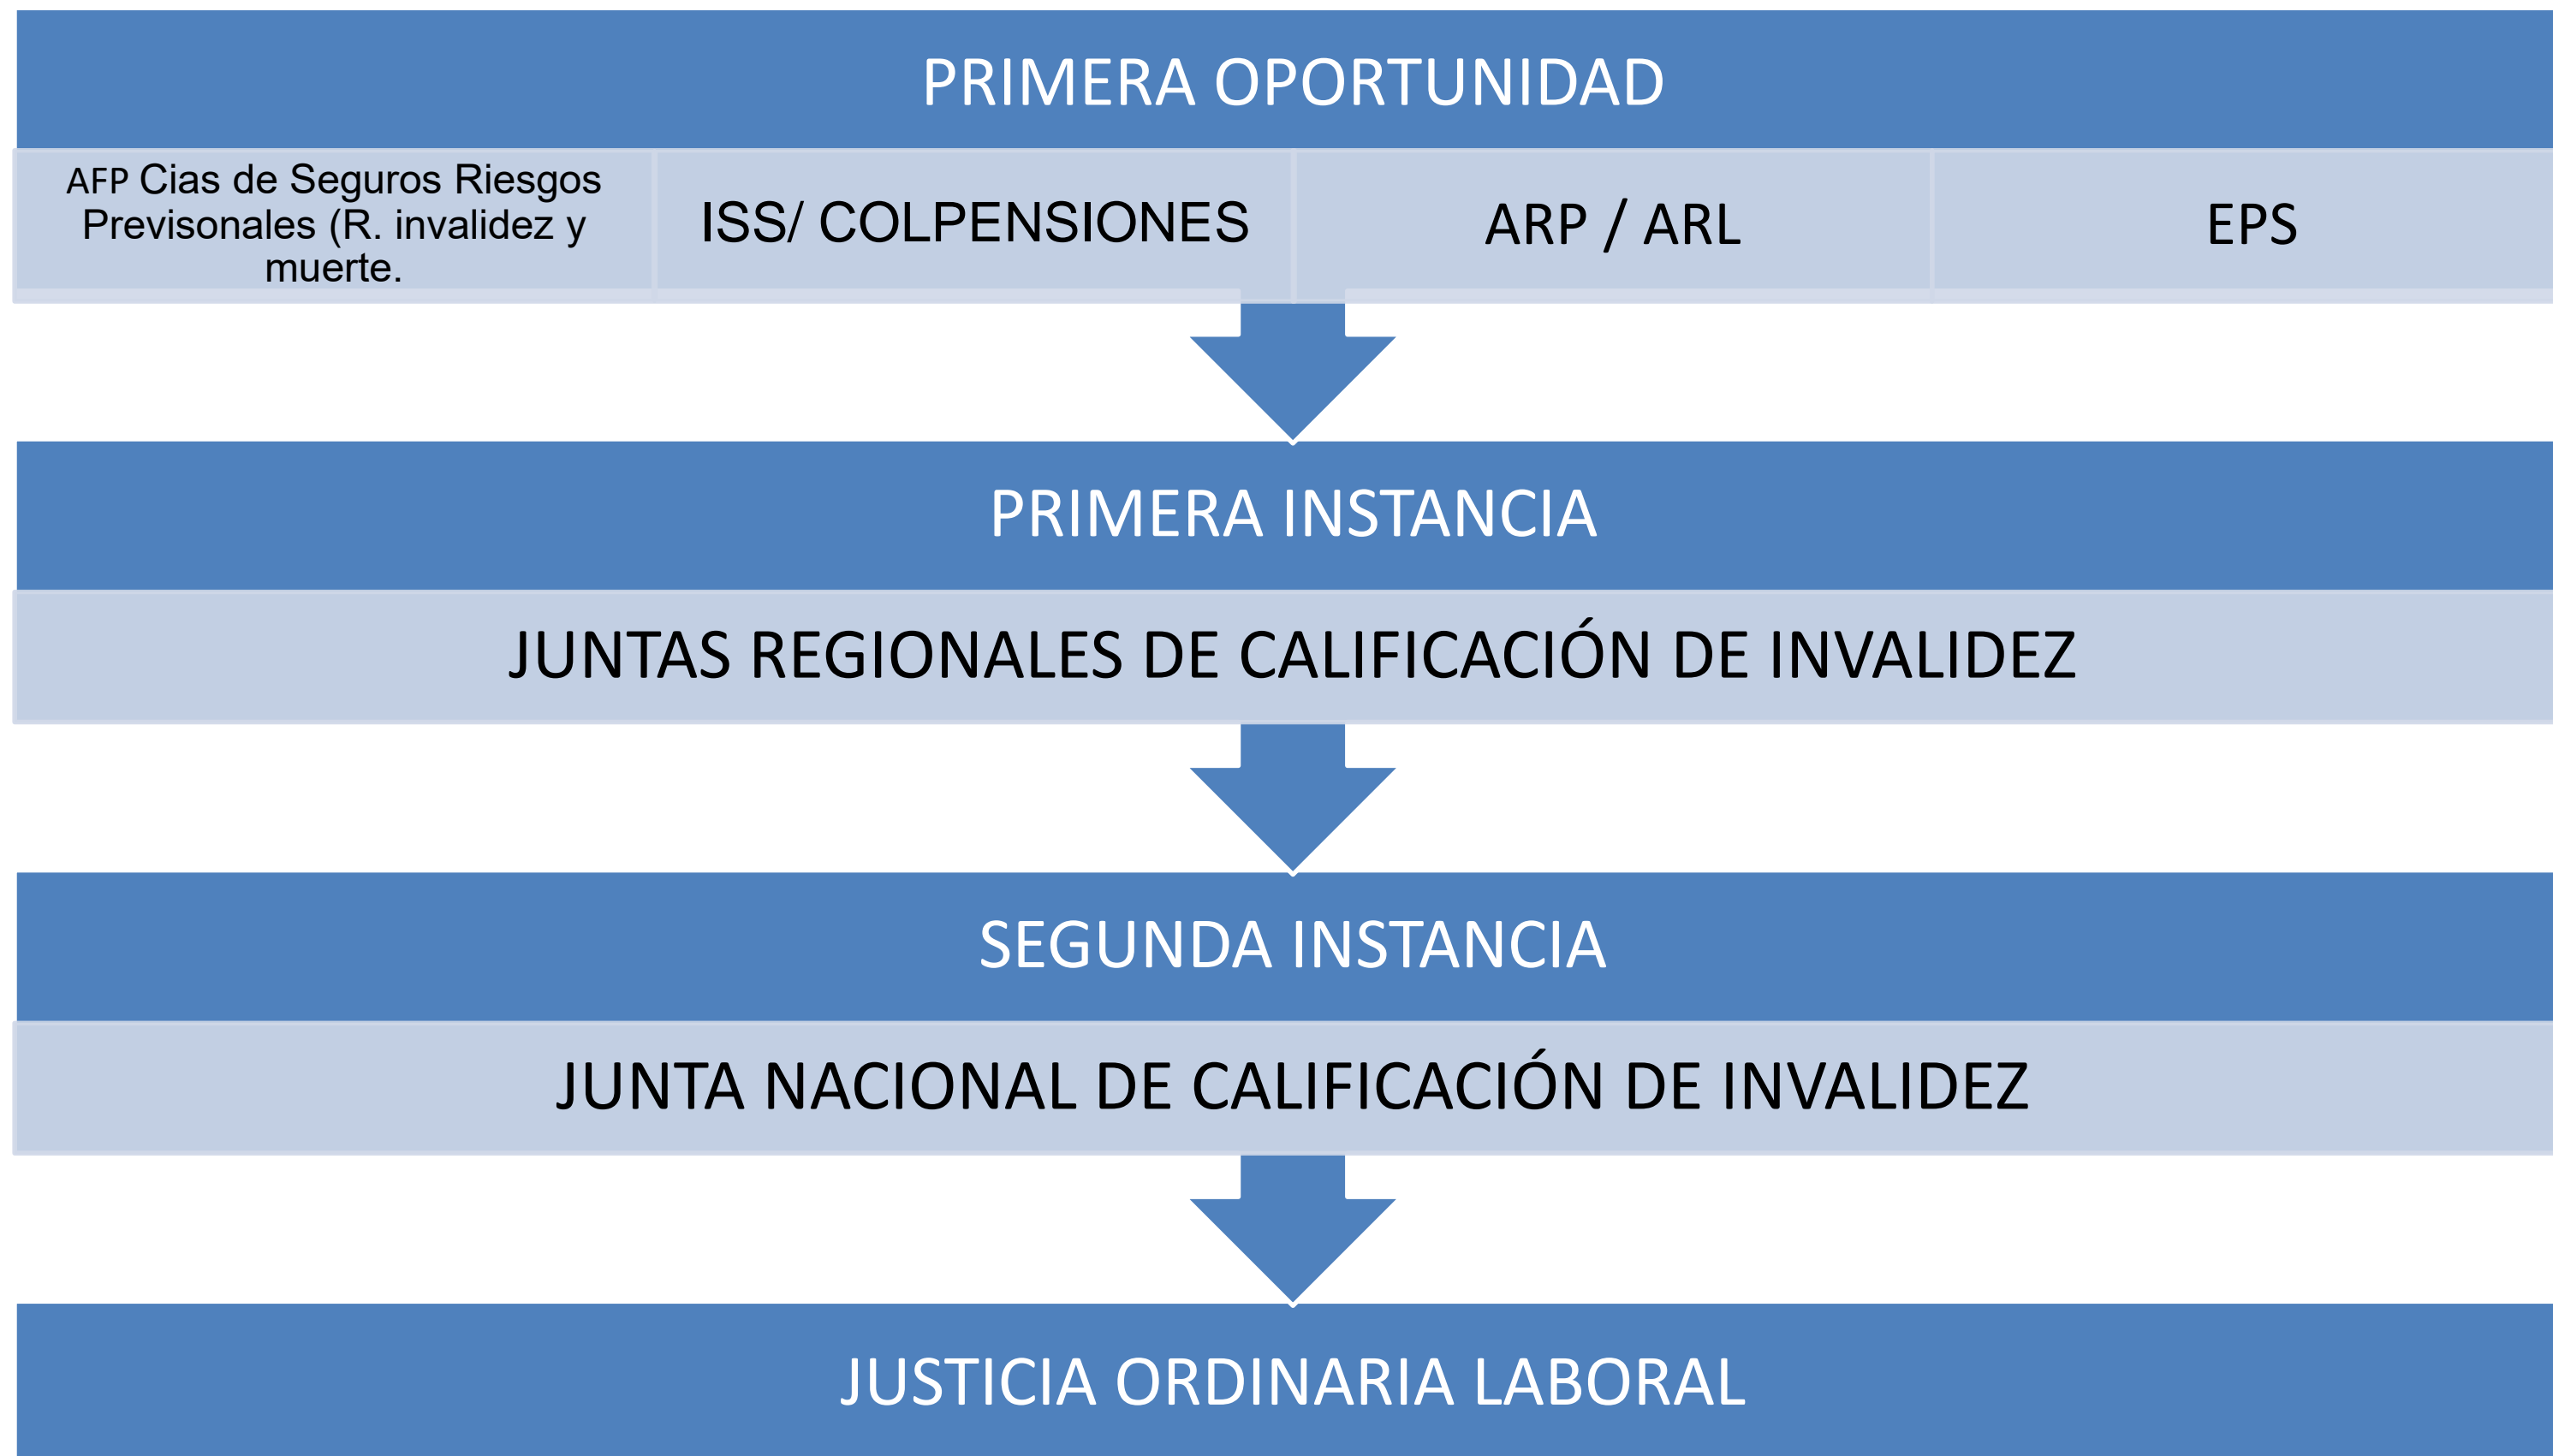 PRIMERA OPORTUNIDAD
AFP Cias de Seguros Riesgos
Previsonales (R. invalidez y
muerte.
ISS/ COLPENSIONES
ARP / ARL
EPS
PRIMERA INSTANCIA
JUNTAS REGIONALES DE CALIFICACIÓN DE INVALIDEZ
SEGUNDA INSTANCIA
JUNTA NACIONAL DE CALIFICACIÓN DE INVALIDEZ
JUSTICIA ORDINARIA LABORAL